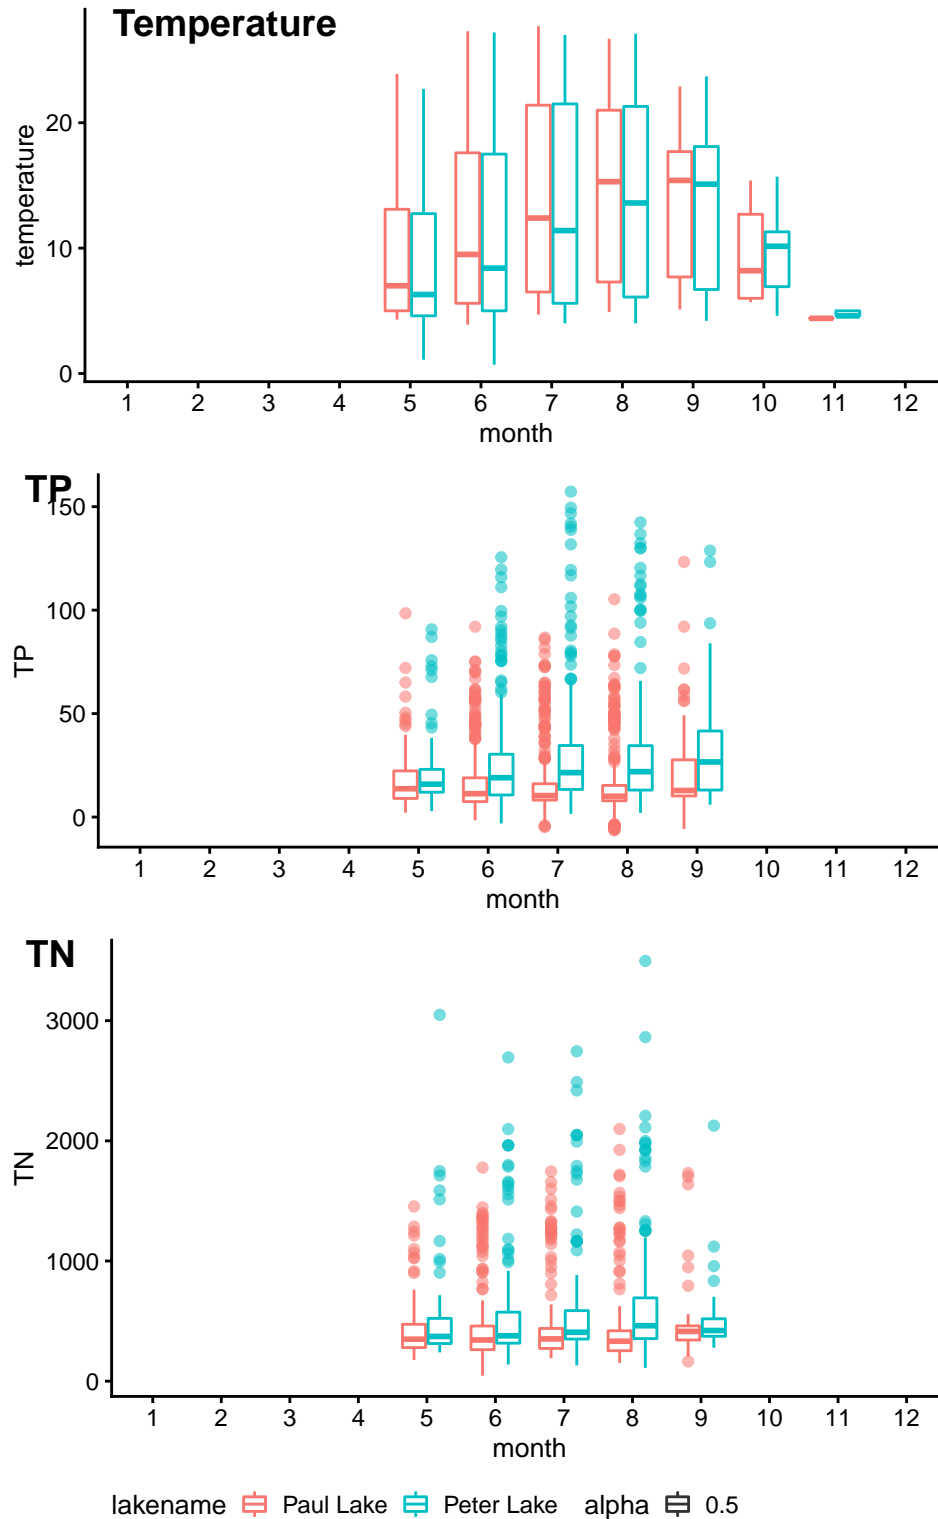 Temperature
temperature
20
10
0
1 2 3 4 5 6 7 8 9 10 11 12
month
TP
TP
150
100
50
0
1 2 3 4 5 6 7 8 9 10 11 12
month
TN
TN
3000
2000
1000
0
1 2 3 4 5 6 7 8 9 10 11 12
month
lakename Paul Lake Peter Lake alpha 0.5